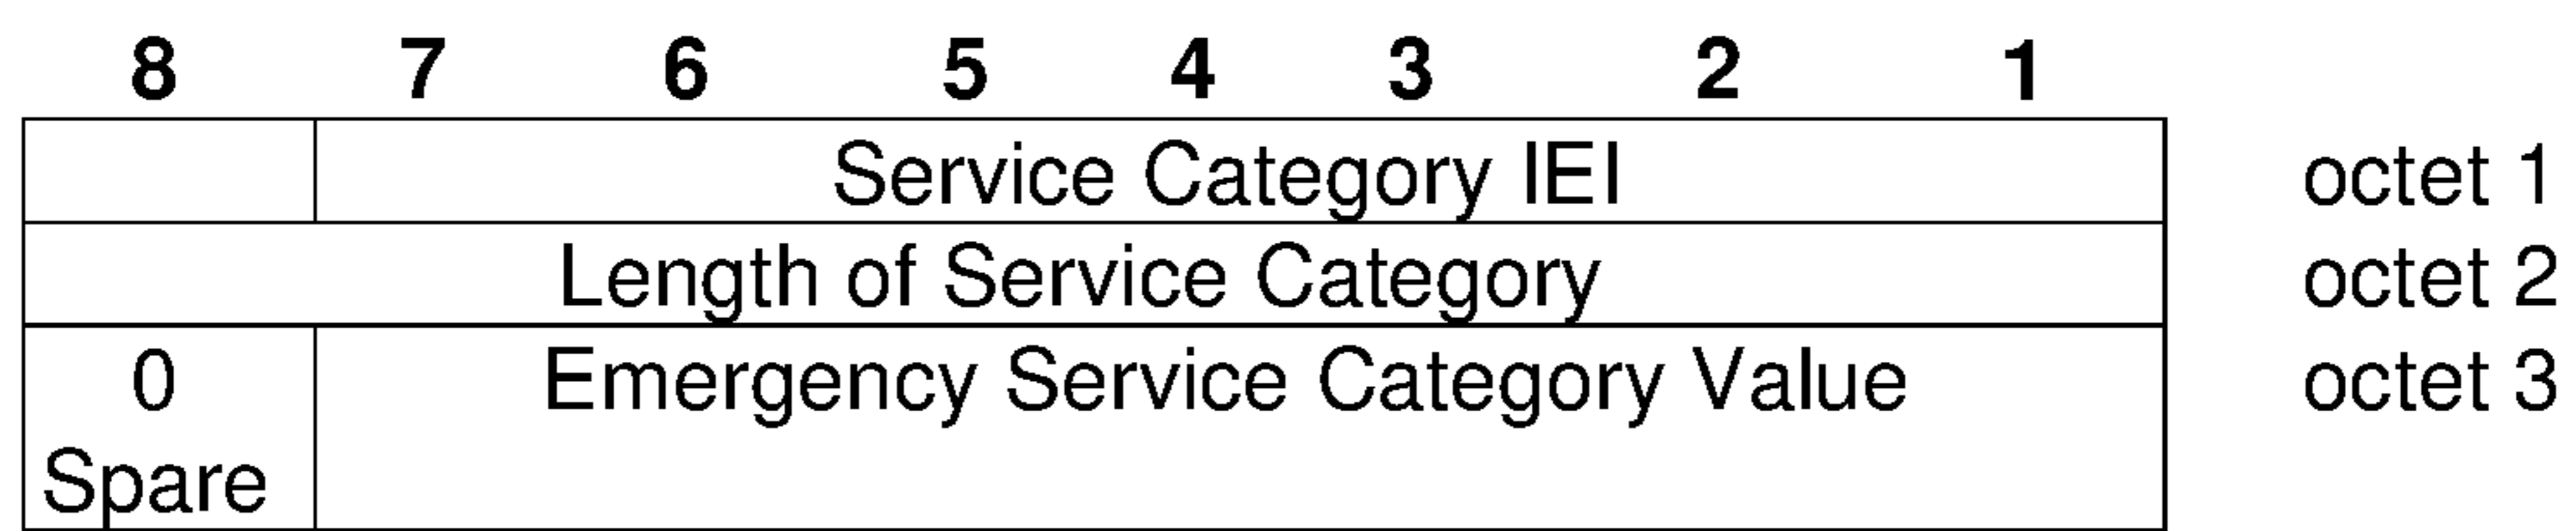 8 7 6 5 4 3 2 1
Service Category IEI octet 1
Length of Service Category octet 2
0 Emergency Service Category Value octet 3
Spare